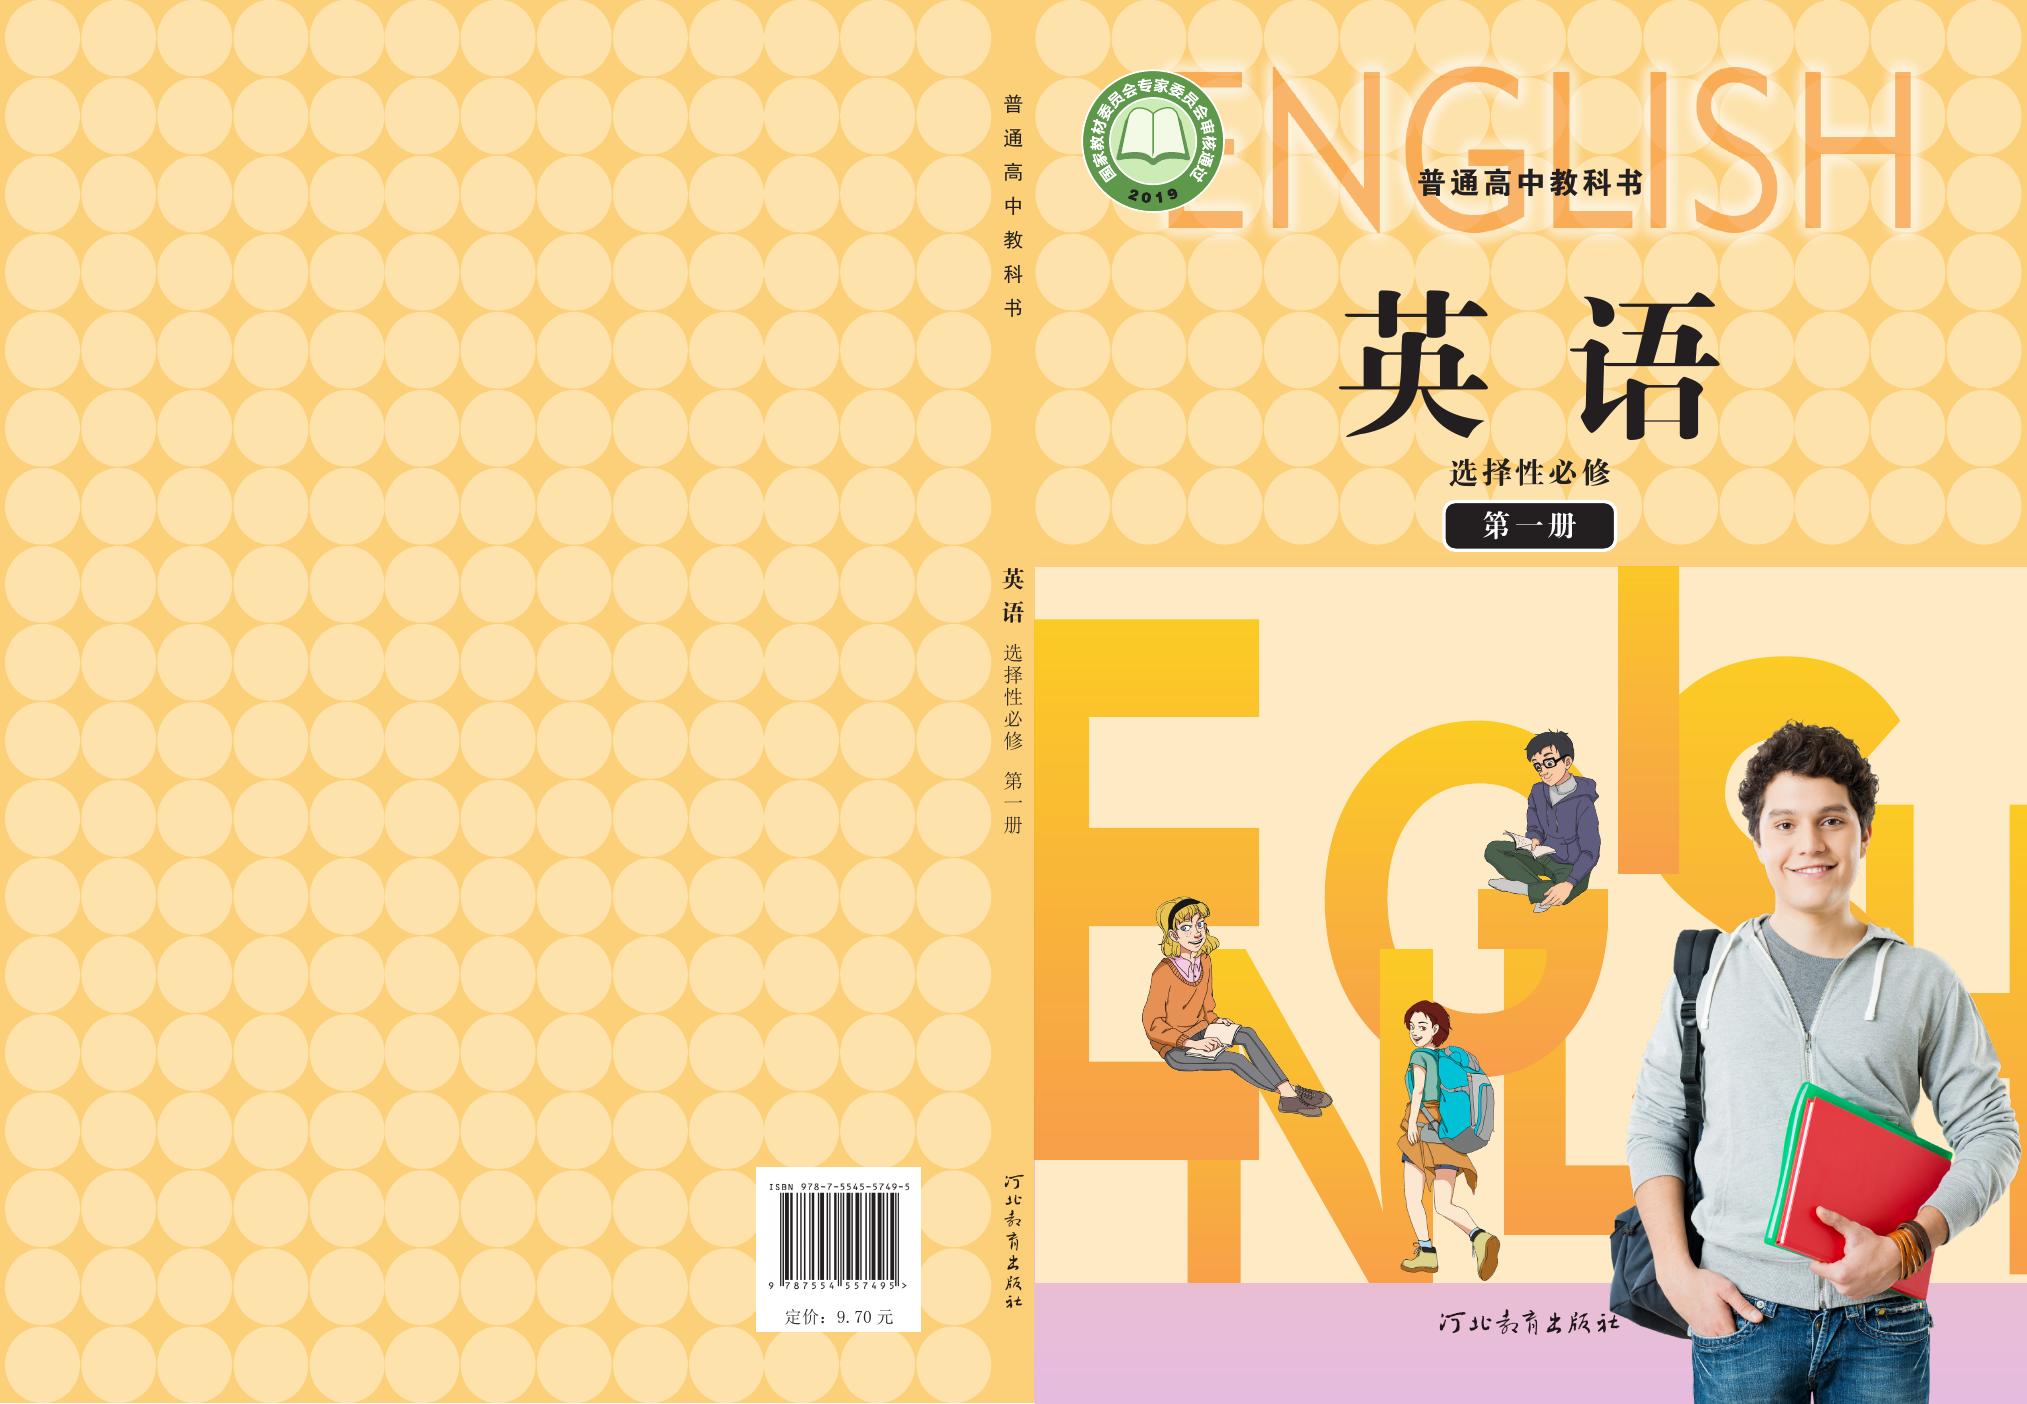 ISBN 978-7-5545-5749-5
9 787554 557495 >
定价：9.70 元
普通高中教科书
英语 选择性必修 第一册
河北教育出版社
ENGLISH
国家教材委员会专家委员会审核通过
2019
普通高中教科书
英语
选择性必修
第一册
ENGLISH
河北教育出版社